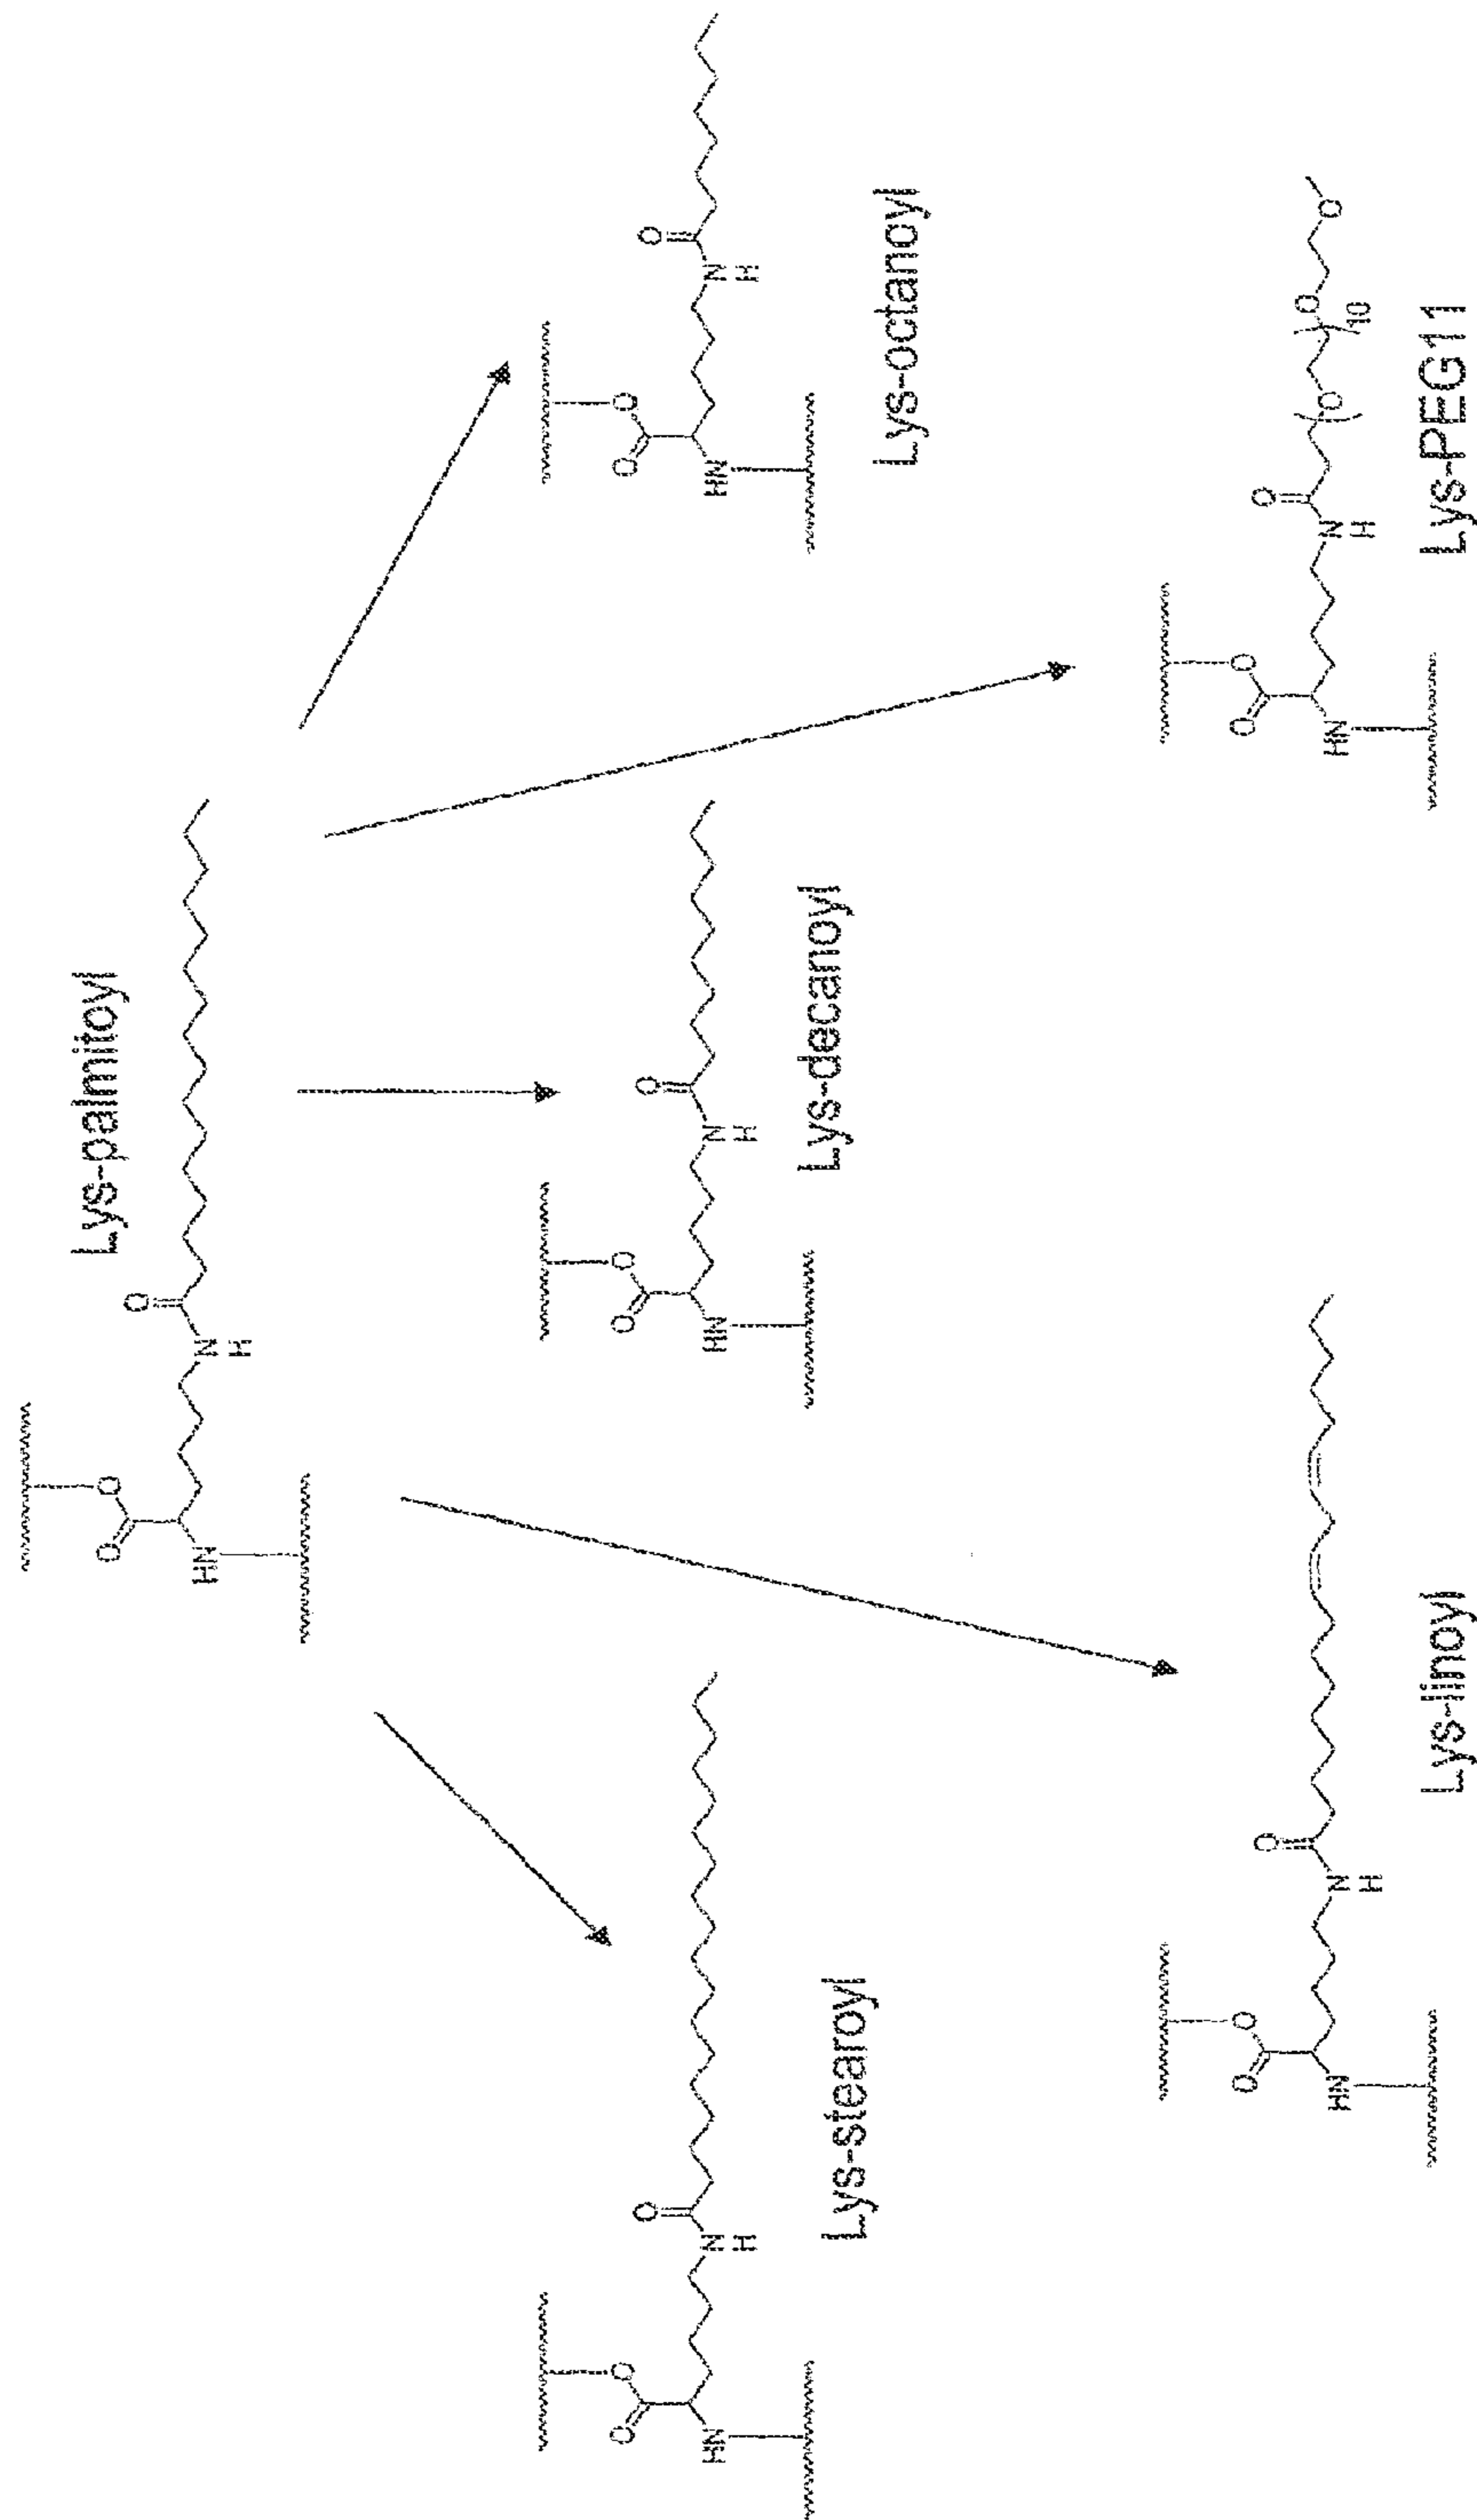 Lys-palmitoyl
O O O
HN N
H
O O O
HN N
H
Lys-stearoyl
O O O
HN N
H
Lys-decanoyl
O O O
HN N
H
Lys-octanoyl
O O O
HN N
H
Lys-linoyl
O O O
HN N
H
( O ) O O
10
Lys-PEG11